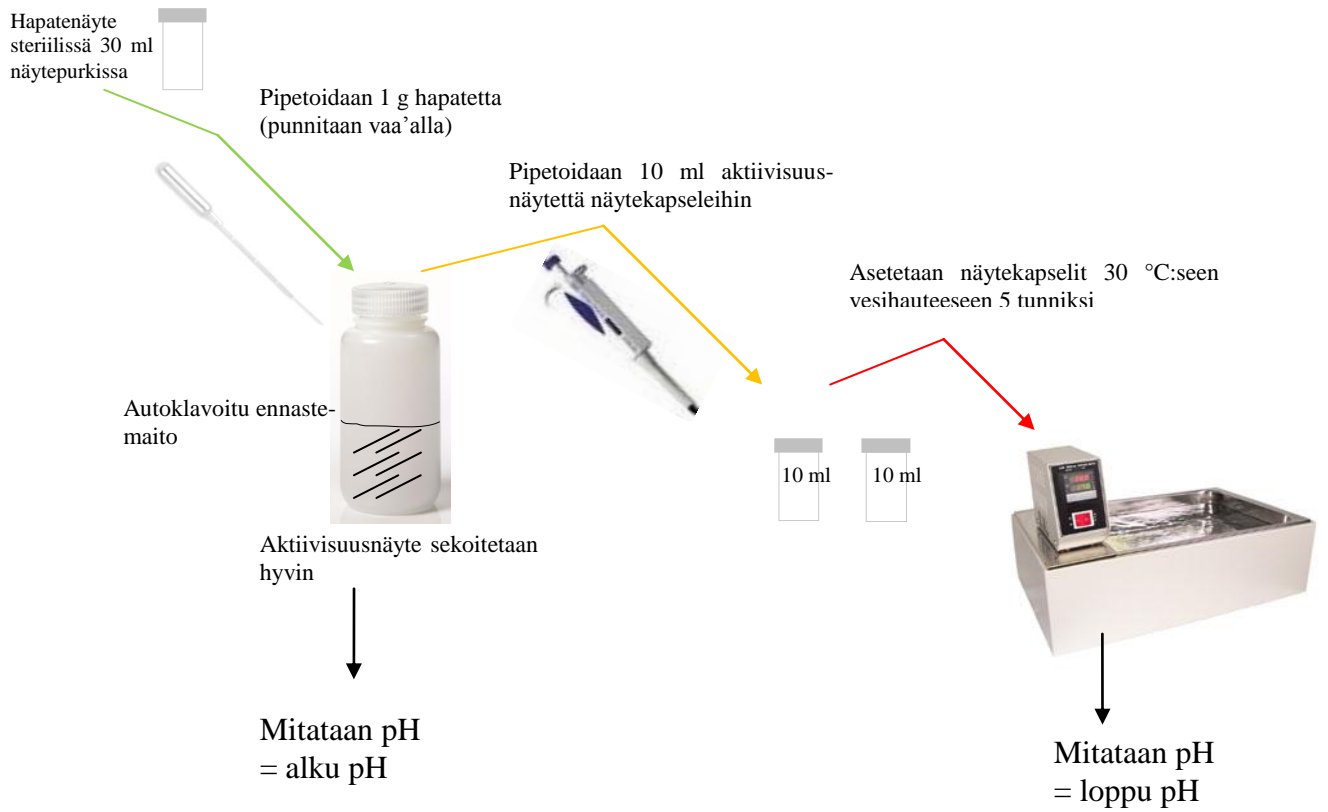 Hapatenäyte
steriilissä 30 ml
näytepurkissa
Pipetoidaan 1 g hapatetta
(punnitaan vaa'alla)
Pipetoidaan 10 ml aktiivisuus-
näytettä näytekapseleihin
Asetetaan näytekapselit 30 °C:seen
vesihauteeseen 5 tunniksi
Autoklavoitu ennaste-
maito
10 ml
10 ml
Aktiivisuusnäyte sekoitetaan
hyvin
Mitataan pH
= alku pH
Mitataan pH
= loppu pH